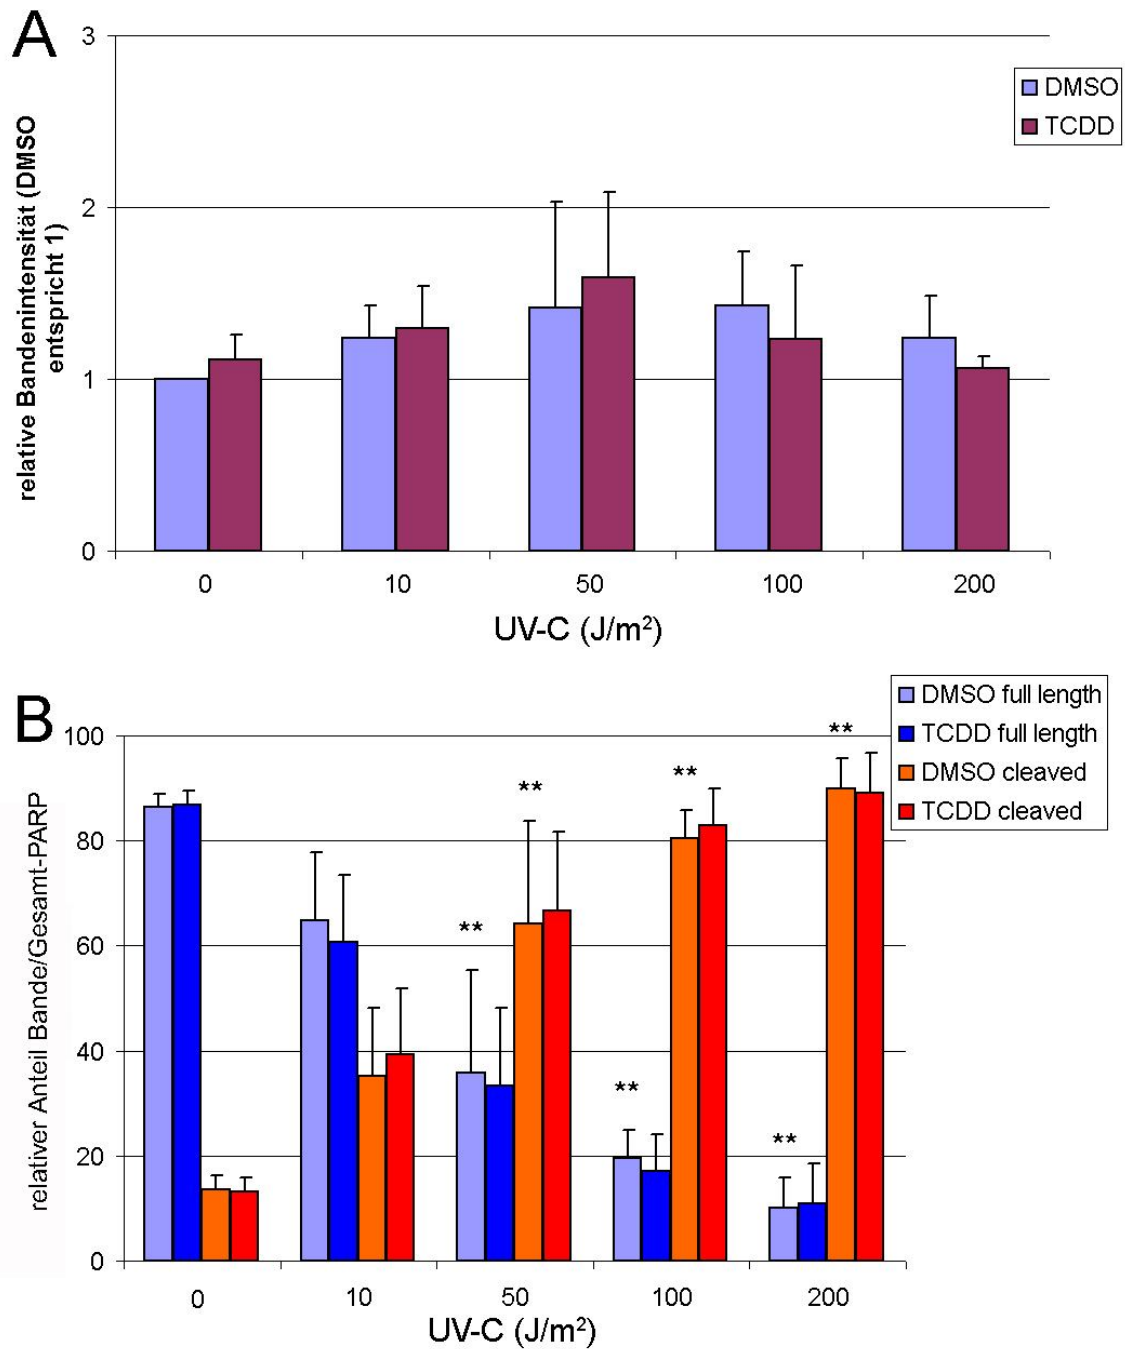 A
3
2
1
0
relative Bandenintensität (DMSO
entspricht 1)
DMSO
TCDD
0 10 50 100 200
UV-C (J/m²)
B
DMSO full length
TCDD full length
DMSO cleaved
TCDD cleaved
100
80
60
40
20
0
relativer Anteil Bande/Gesamt-PARP
**
**
**
**
**
**
0 10 50 100 200
UV-C (J/m²)